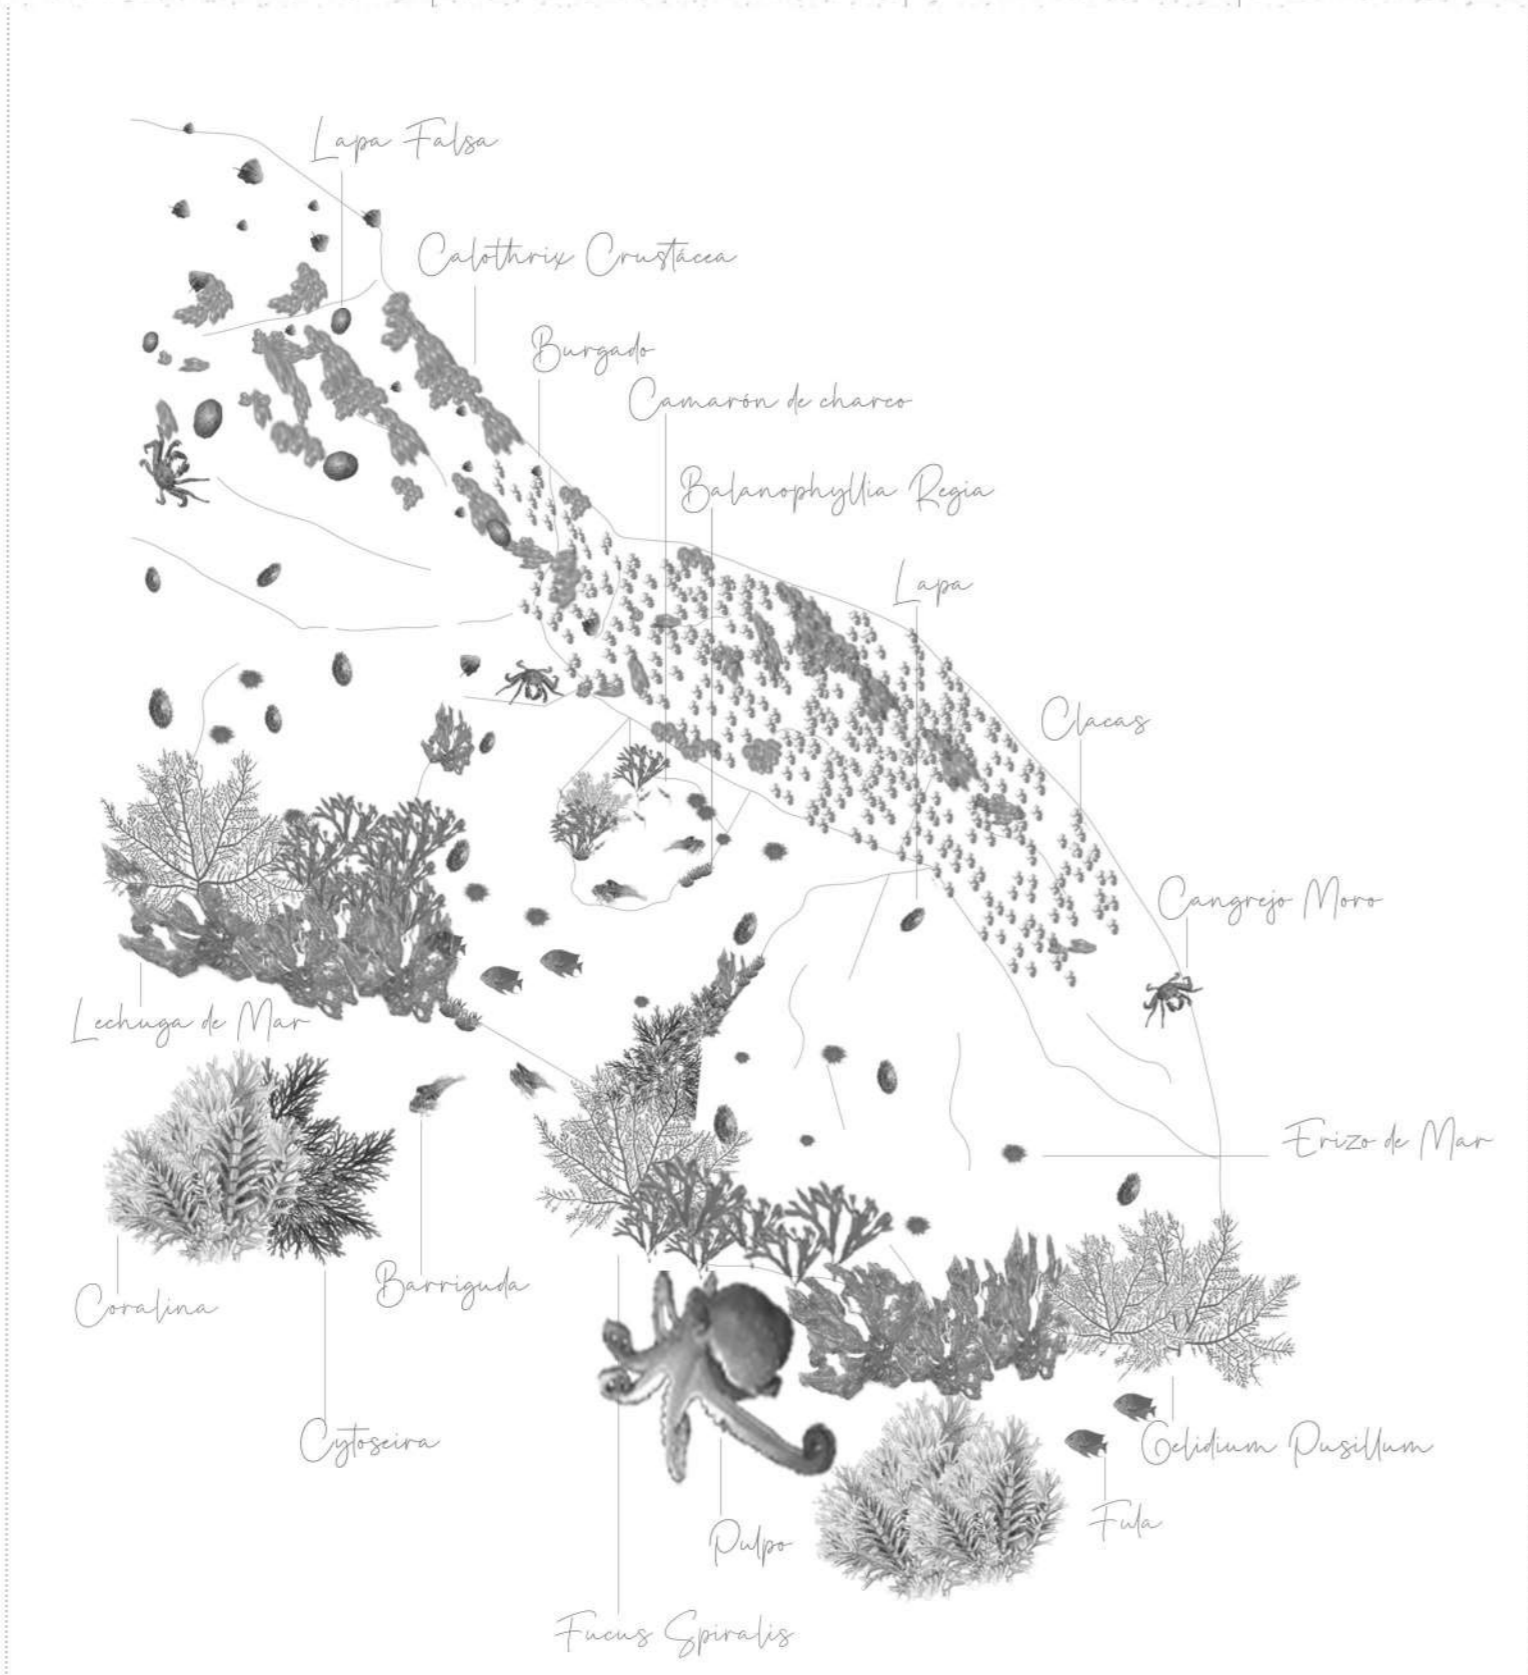 Lapa Falsa
Calothrix Crustácea
Burgado
Camarón de charco
Balanophyllia Regia
Lapa
Clacas
Cangrejo Moro
Lechuga de Mar
Erizo de Mar
Barriguda
Coralina
Cytoseira
Gelidium Pusillum
Fula
Pulpo
Fucus Spiralis